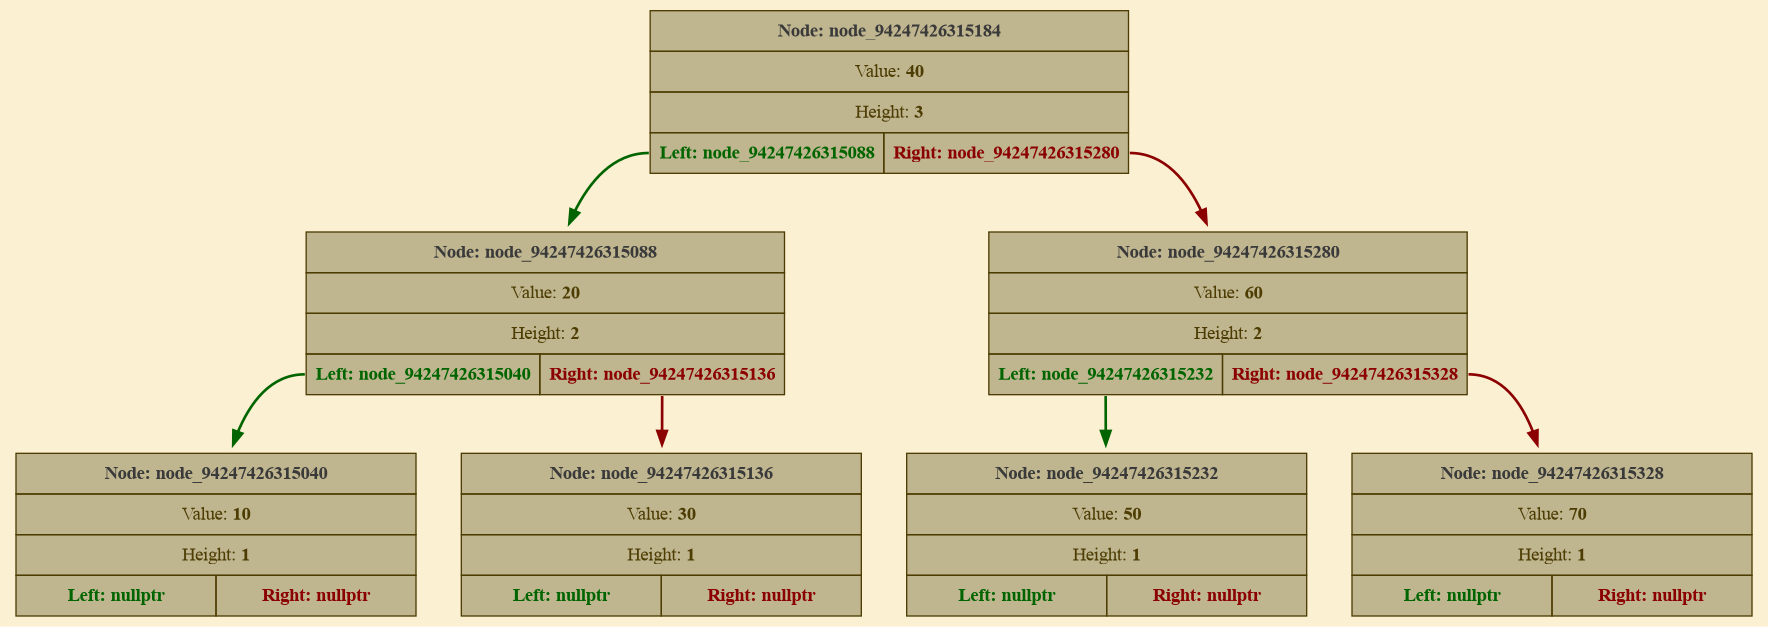 Node: node_94247426315184
Value: 40
Height: 3
Left: node_94247426315088 Right: node_94247426315280
Node: node_94247426315088
Value: 20
Height: 2
Left: node_94247426315040 Right: node_94247426315136
Node: node_94247426315280
Value: 60
Height: 2
Left: node_94247426315232 Right: node_94247426315328
Node: node_94247426315040
Value: 10
Height: 1
Left: nullptr Right: nullptr
Node: node_94247426315136
Value: 30
Height: 1
Left: nullptr Right: nullptr
Node: node_94247426315232
Value: 50
Height: 1
Left: nullptr Right: nullptr
Node: node_94247426315328
Value: 70
Height: 1
Left: nullptr Right: nullptr